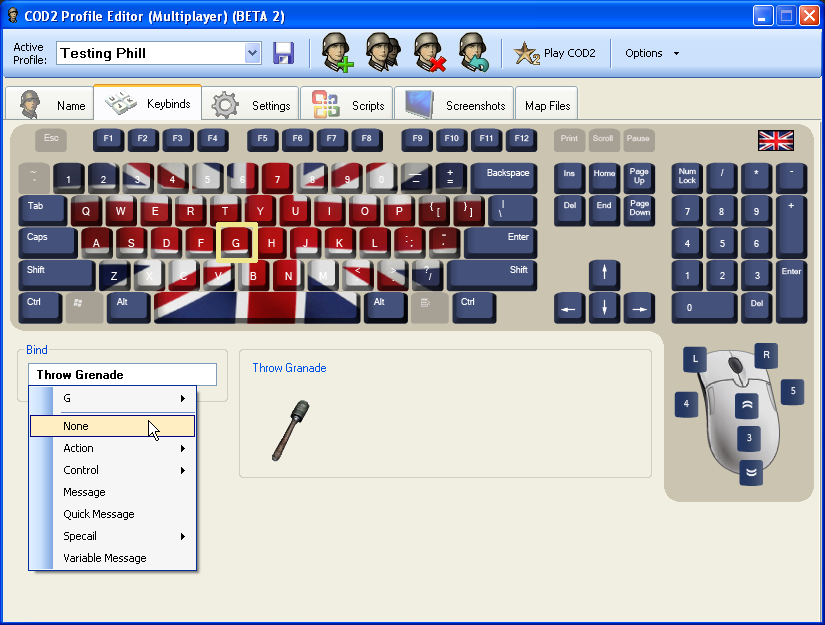 COD2 Profile Editor (Multiplayer) (BETA 2)
Active Profile: Testing Phill
Play COD2 Options
Name Keybinds Settings Scripts Screenshots Map Files
Esc F1 F2 F3 F4 F5 F6 F7 F8 F9 F10 F11 F12 Print Scroll Pause
~ 1 2 3 4 5 6 7 8 9 0 — + = Backspace Ins Home Page Up Num Lock / * -
Tab Q W E R T Y U I O P { [ } ] | \ Del End Page Down 7 8 9 +
Caps A S D F G H J K L : ; " Enter 4 5 6
Shift Z X C V B N M < > ? / Shift ↑ 1 2 3 Enter
Ctrl Alt Alt Ctrl ← ↓ → 0 Del
Bind
Throw Grenade
G
None
Action
Control
Message
Quick Message
Specail
Variable Message
Throw Granade
L R
4 5
3